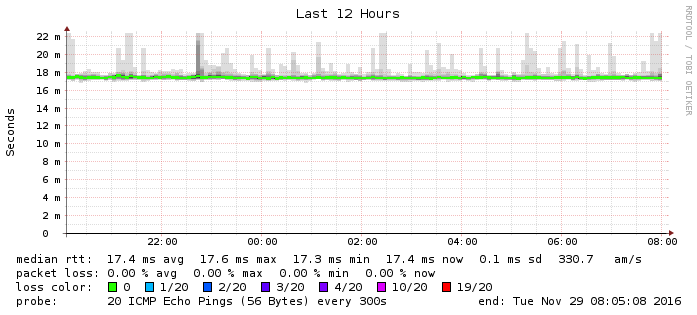 Last 12 Hours
RRDTOOL / TOBI OETIKER
Seconds
22 m
20 m
18 m
16 m
14 m
12 m
10 m
8 m
6 m
4 m
2 m
0
22:00 00:00 02:00 04:00 06:00 08:00
median rtt: 17.4 ms avg 17.6 ms max 17.3 ms min 17.4 ms now 0.1 ms sd 330.7 am/s
packet loss: 0.00 % avg 0.00 % max 0.00 % min 0.00 % now
loss color: 0 1/20 2/20 3/20 4/20 10/20 19/20
probe: 20 ICMP Echo Pings (56 Bytes) every 300s end: Tue Nov 29 08:05:08 2016